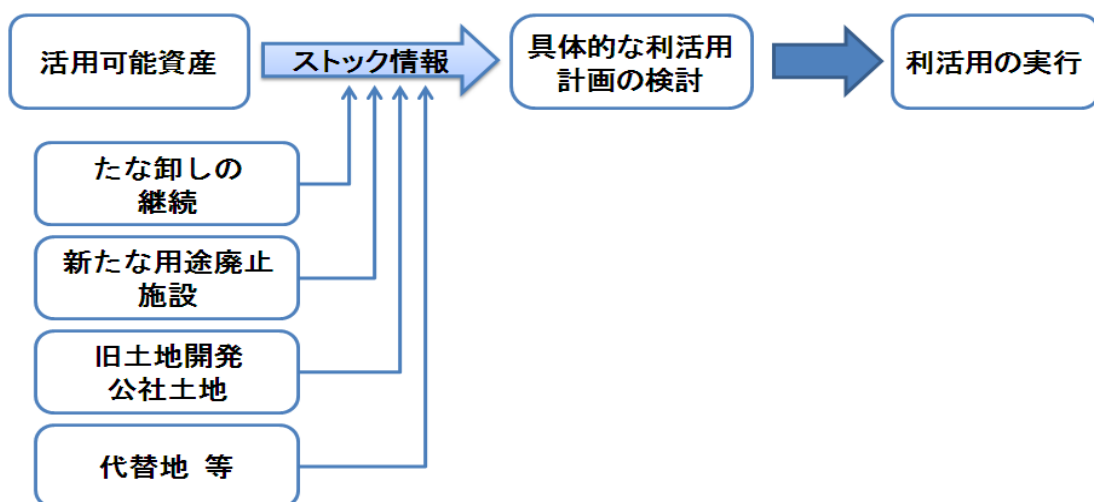 活用可能資産
ストック情報
具体的な利活用
計画の検討
利活用の実行
たな卸しの
継続
新たな用途廃止
施設
旧土地開発
公社土地
代替地 等